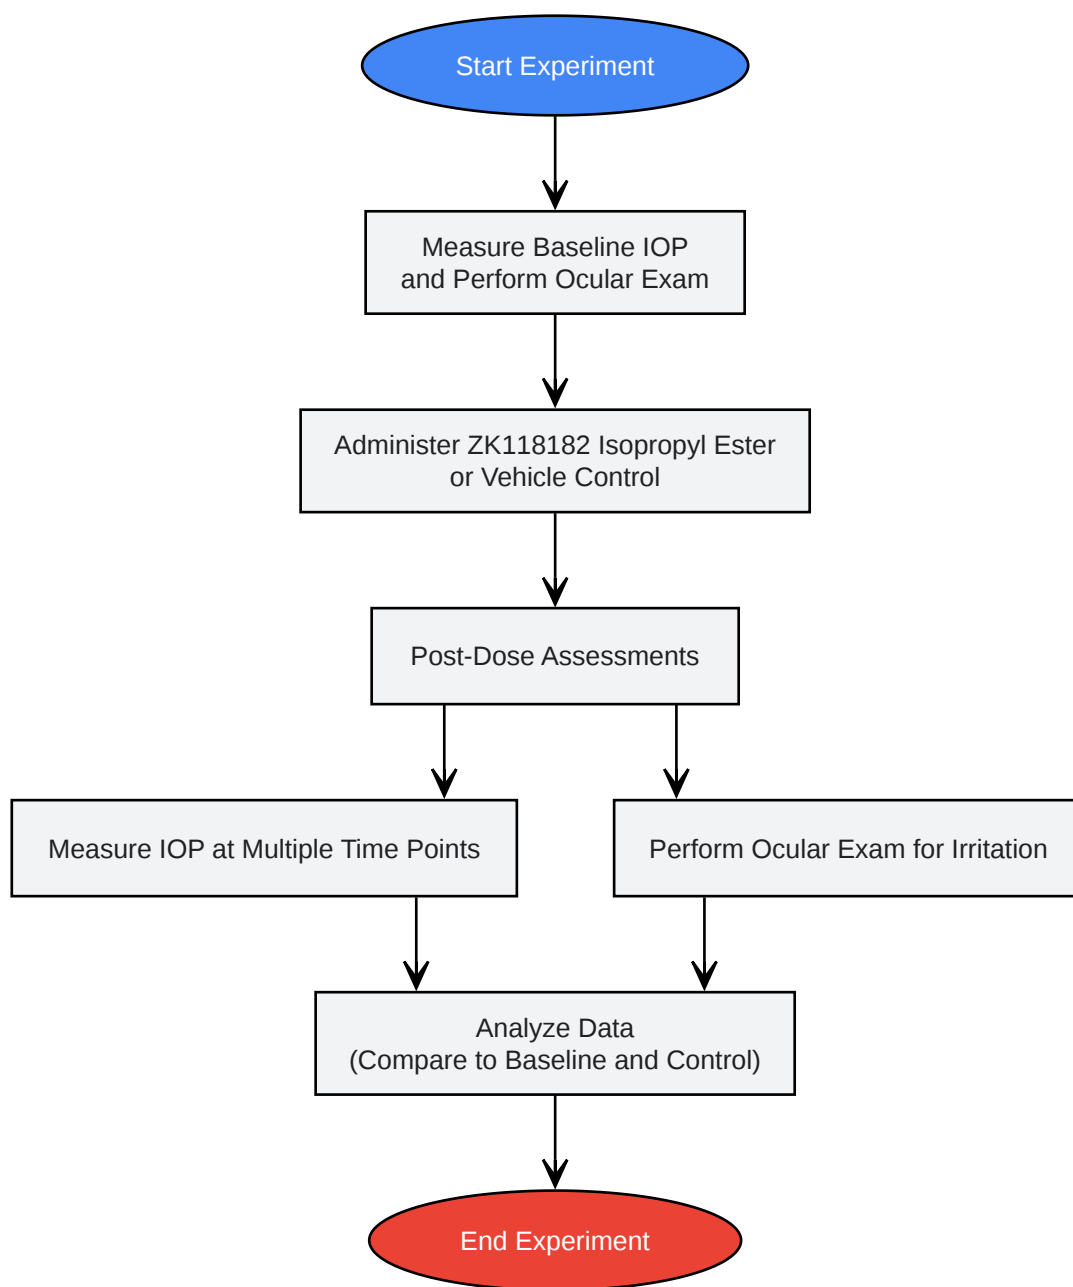 Start Experiment
Measure Baseline IOP
and Perform Ocular Exam
Administer ZK118182 Isopropyl Ester
or Vehicle Control
Post-Dose Assessments
Measure IOP at Multiple Time Points
Perform Ocular Exam for Irritation
Analyze Data
(Compare to Baseline and Control)
End Experiment